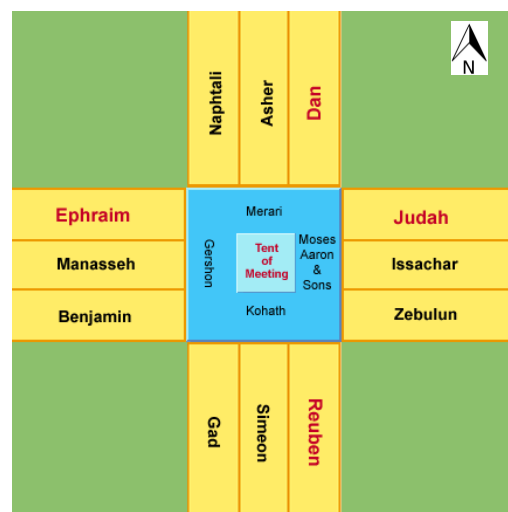 N
Naphtali
Asher
Dan
Ephraim
Manasseh
Benjamin
Merari
Gershon
Tent
of
Meeting
Moses
Aaron
&
Sons
Kohath
Judah
Issachar
Zebulun
Gad
Simeon
Reuben